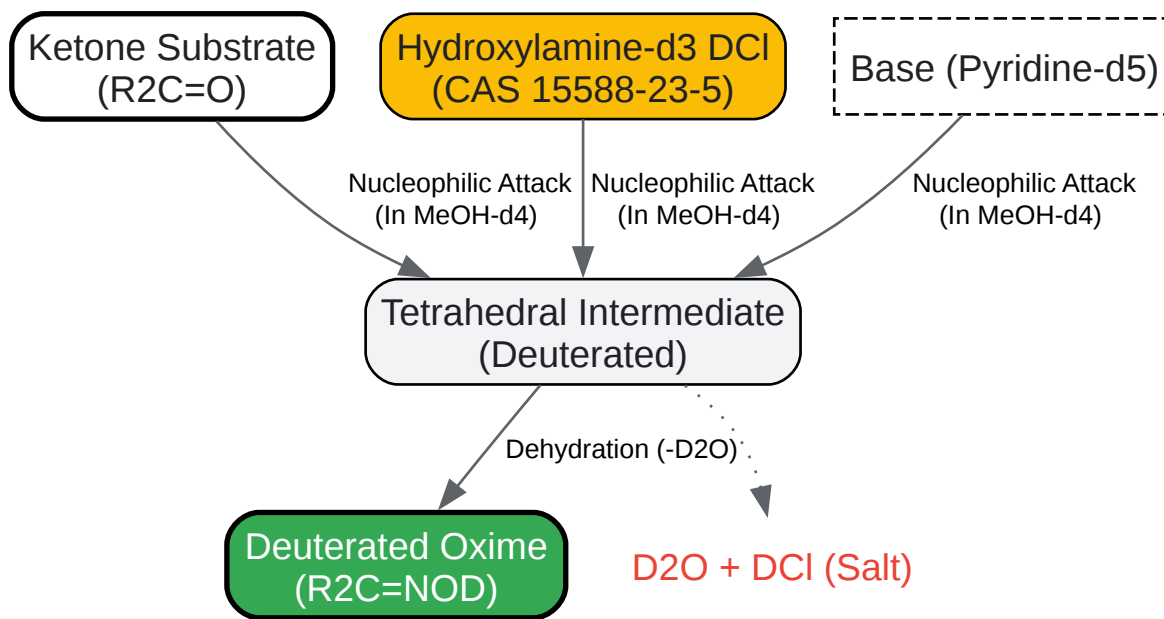 Ketone Substrate
(R2C=O)
Hydroxylamine-d3 DCl
(CAS 15588-23-5)
Base (Pyridine-d5)
Nucleophilic Attack
(In MeOH-d4)
Nucleophilic Attack
(In MeOH-d4)
Nucleophilic Attack
(In MeOH-d4)
Tetrahedral Intermediate
(Deuterated)
Dehydration (-D2O)
Deuterated Oxime
(R2C=NOD)
D2O + DCl (Salt)